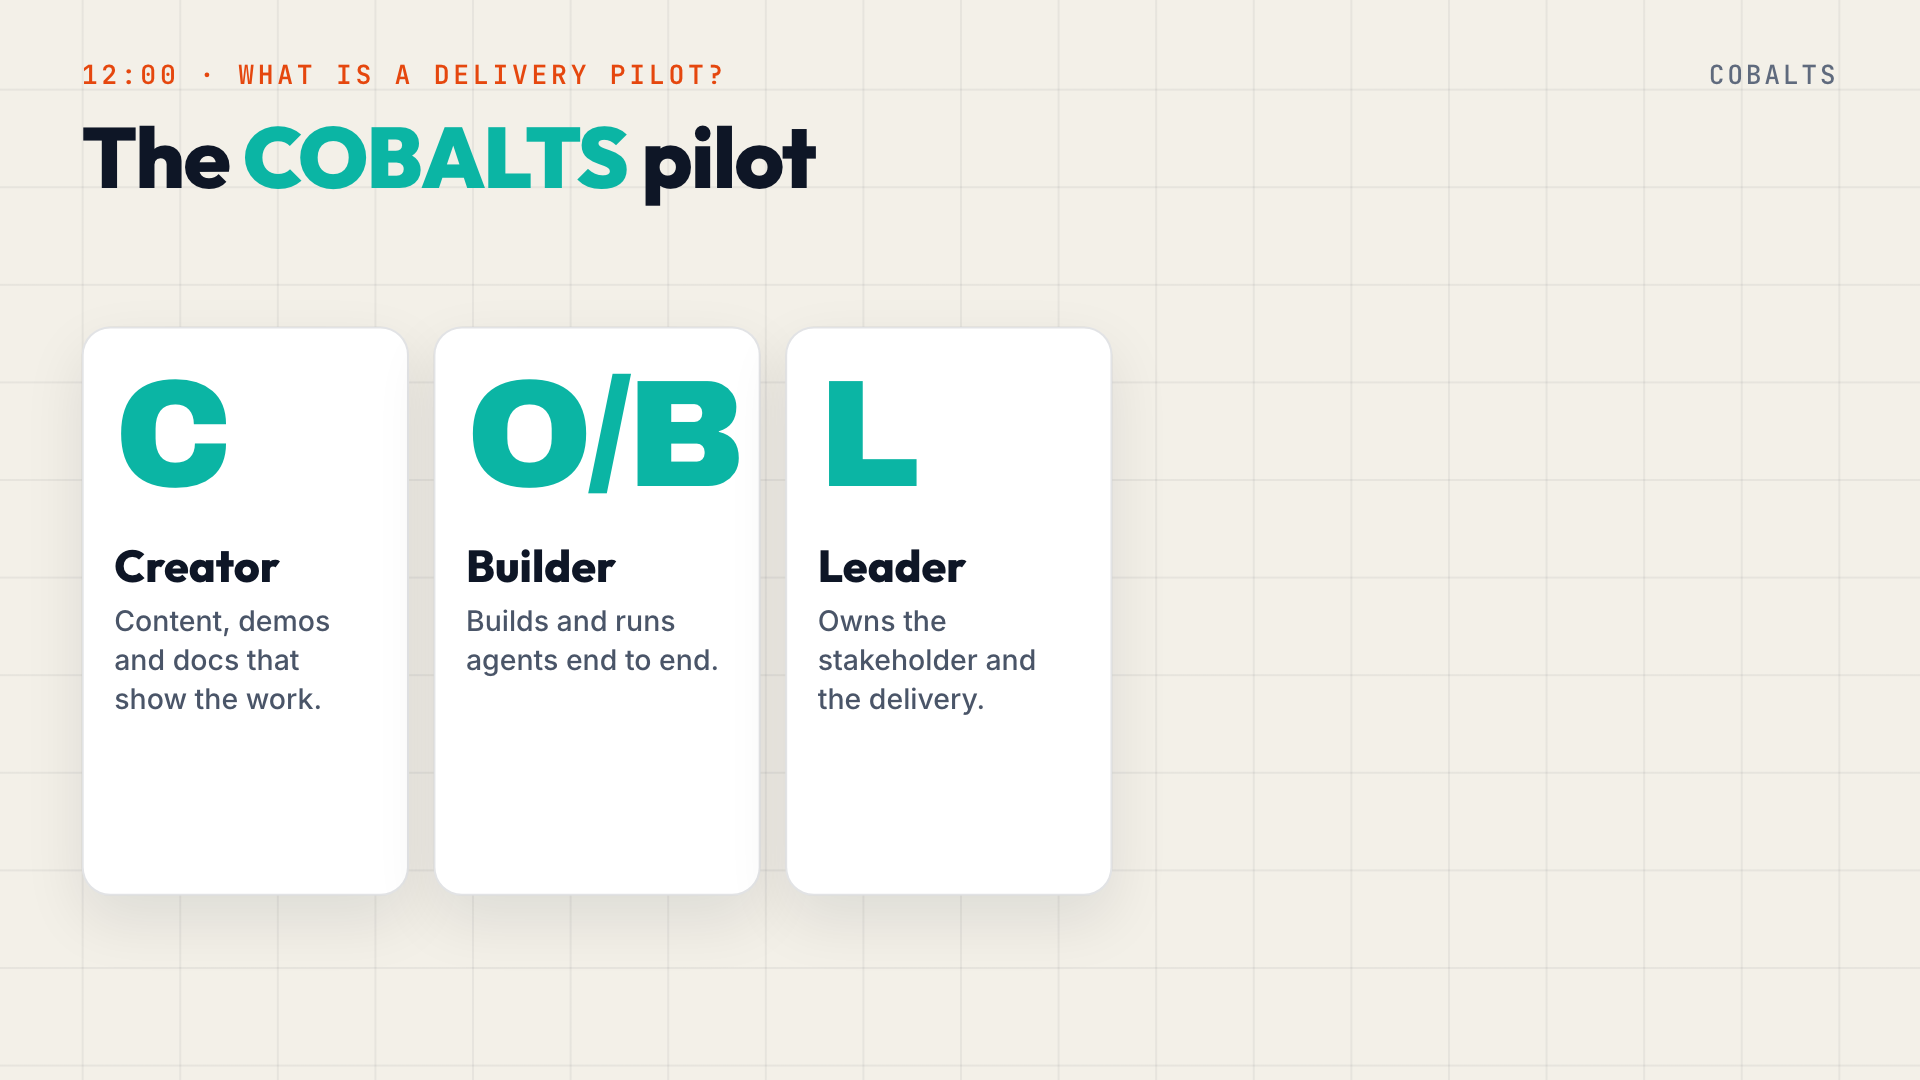 12:00 · WHAT IS A DELIVERY PILOT?
COBALTS
The COBALTS pilot
C
Creator
Content, demos
and docs that
show the work.
O/B
Builder
Builds and runs
agents end to end.
L
Leader
Owns the
stakeholder and
the delivery.